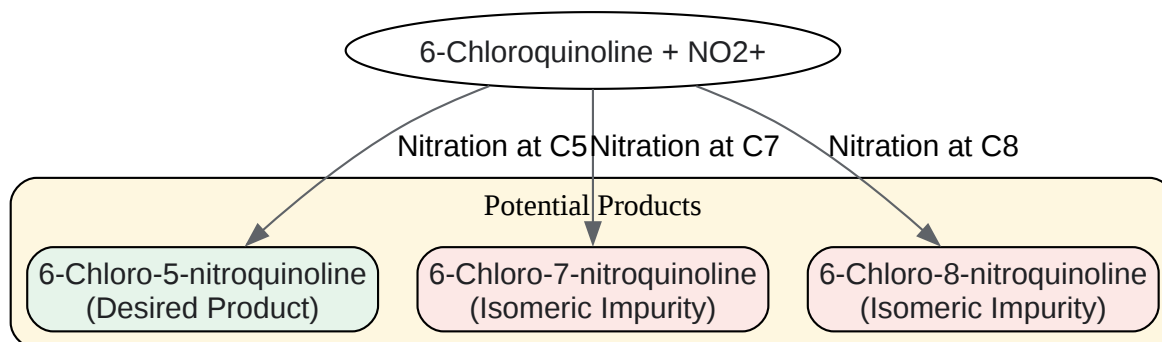 6-Chloroquinoline + NO2+
Nitration at C5
Nitration at C7
Nitration at C8
Potential Products
6-Chloro-5-nitroquinoline
(Desired Product)
6-Chloro-7-nitroquinoline
(Isomeric Impurity)
6-Chloro-8-nitroquinoline
(Isomeric Impurity)